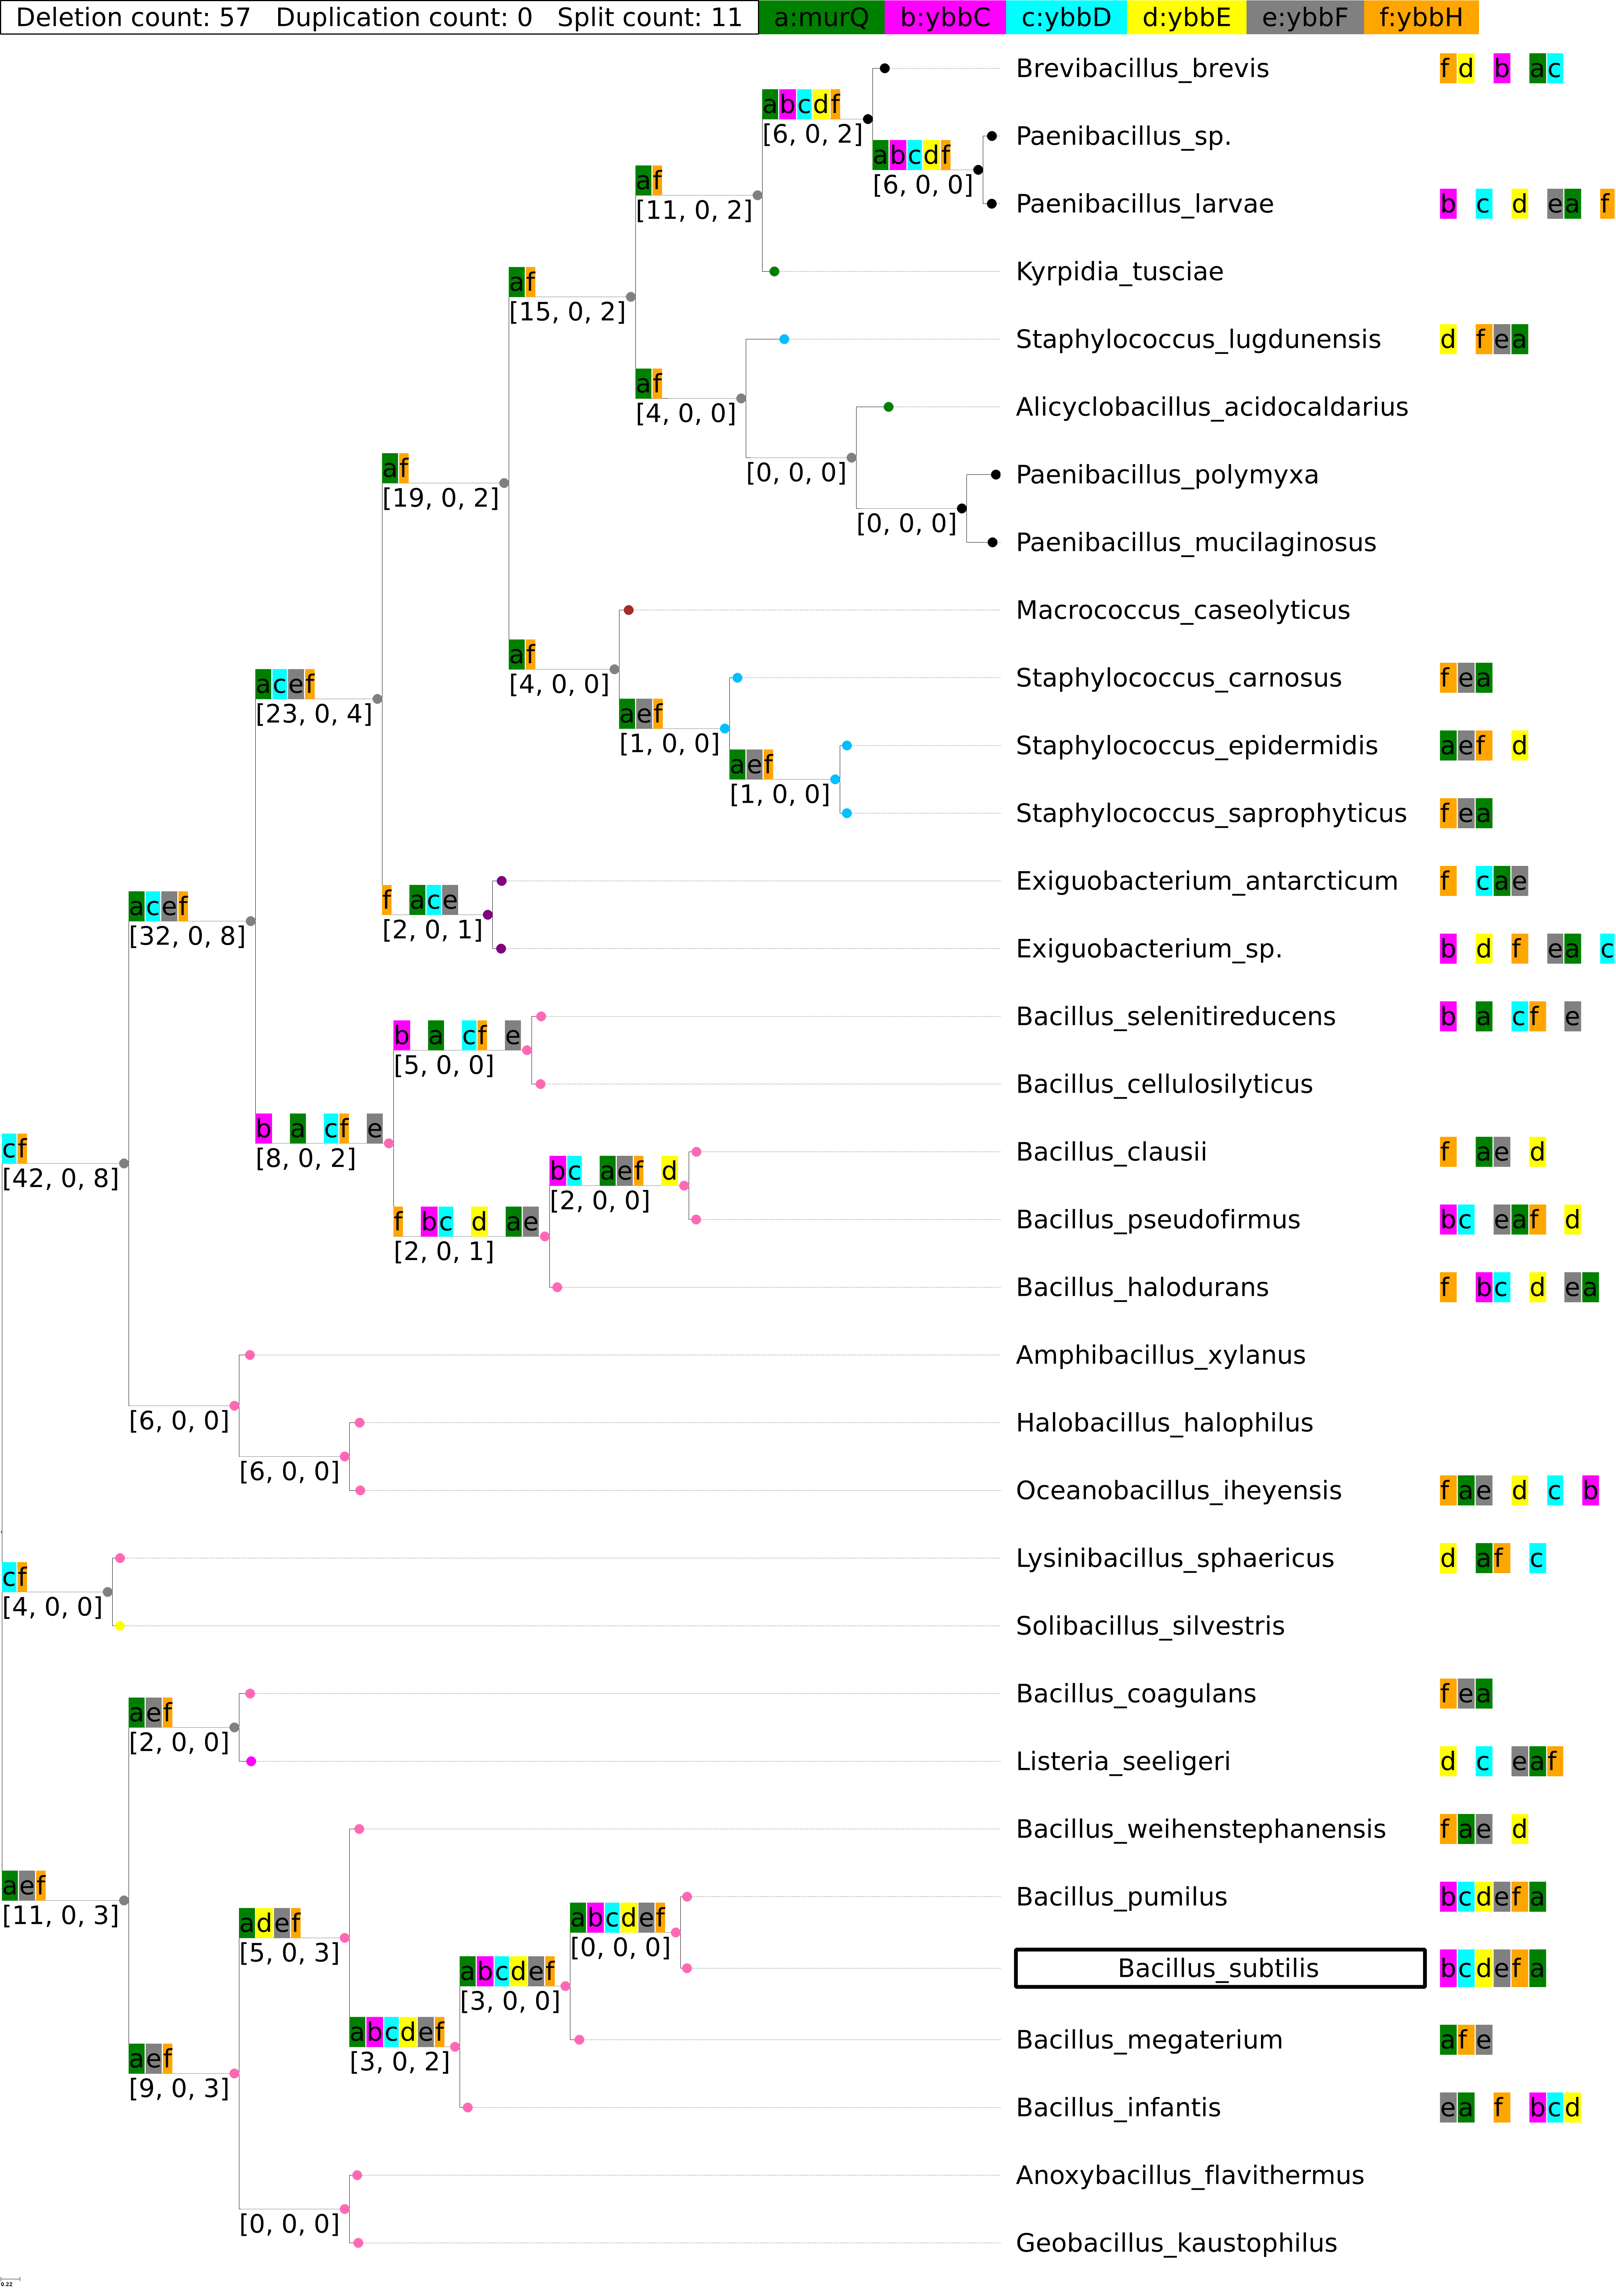 Deletion count: 57 Duplication count: 0 Split count: 11 a:murQ b:ybbC c:ybbD d:ybbE e:ybbF f:ybbH
Brevibacillus_brevis fd b ac
abcdf
[6, 0, 2]
Paenibacillus_sp.
abcdf
[6, 0, 0]
af
[11, 0, 2]
Paenibacillus_larvae b c d ea f
Kyrpidia_tusciae
af
[15, 0, 2]
Staphylococcus_lugdunensis d fea
af
[4, 0, 0]
Alicyclobacillus_acidocaldarius
[0, 0, 0]
Paenibacillus_polymyxa
af
[19, 0, 2]
[0, 0, 0]
Paenibacillus_mucilaginosus
Macrococcus_caseolyticus
af
[4, 0, 0]
Staphylococcus_carnosus fea
acef
[23, 0, 4]
aef
[1, 0, 0]
Staphylococcus_epidermidis aef d
aef
[1, 0, 0]
Staphylococcus_saprophyticus fea
Exiguobacterium_antarcticum f cae
f ace
[2, 0, 1]
acef
[32, 0, 8]
Exiguobacterium_sp. b d f ea c
Bacillus_selenitireducens b a cf e
b a cf e
[5, 0, 0]
Bacillus_cellulosilyticus
b a cf e
[8, 0, 2]
cf
[42, 0, 8]
Bacillus_clausii f ae d
bc aef d
[2, 0, 0]
Bacillus_pseudofirmus bc eaf d
f bc d ae
[2, 0, 1]
Bacillus_halodurans f bc d ea
Amphibacillus_xylanus
[6, 0, 0]
Halobacillus_halophilus
[6, 0, 0]
Oceanobacillus_iheyensis fae d c b
Lysinibacillus_sphaericus d af c
cf
[4, 0, 0]
Solibacillus_silvestris
Bacillus_coagulans fea
aef
[2, 0, 0]
Listeria_seeligeri d c eaf
Bacillus_weihenstephanensis fae d
aef
[11, 0, 3]
Bacillus_pumilus bcdefa
adef
[5, 0, 3]
abcdef
[0, 0, 0]
Bacillus_subtilis bcdefa
abcdef
[3, 0, 0]
Bacillus_megaterium afe
abcdef
[3, 0, 2]
aef
[9, 0, 3]
Bacillus_infantis ea f bcd
Anoxybacillus_flavithermus
[0, 0, 0]
Geobacillus_kaustophilus
0.22